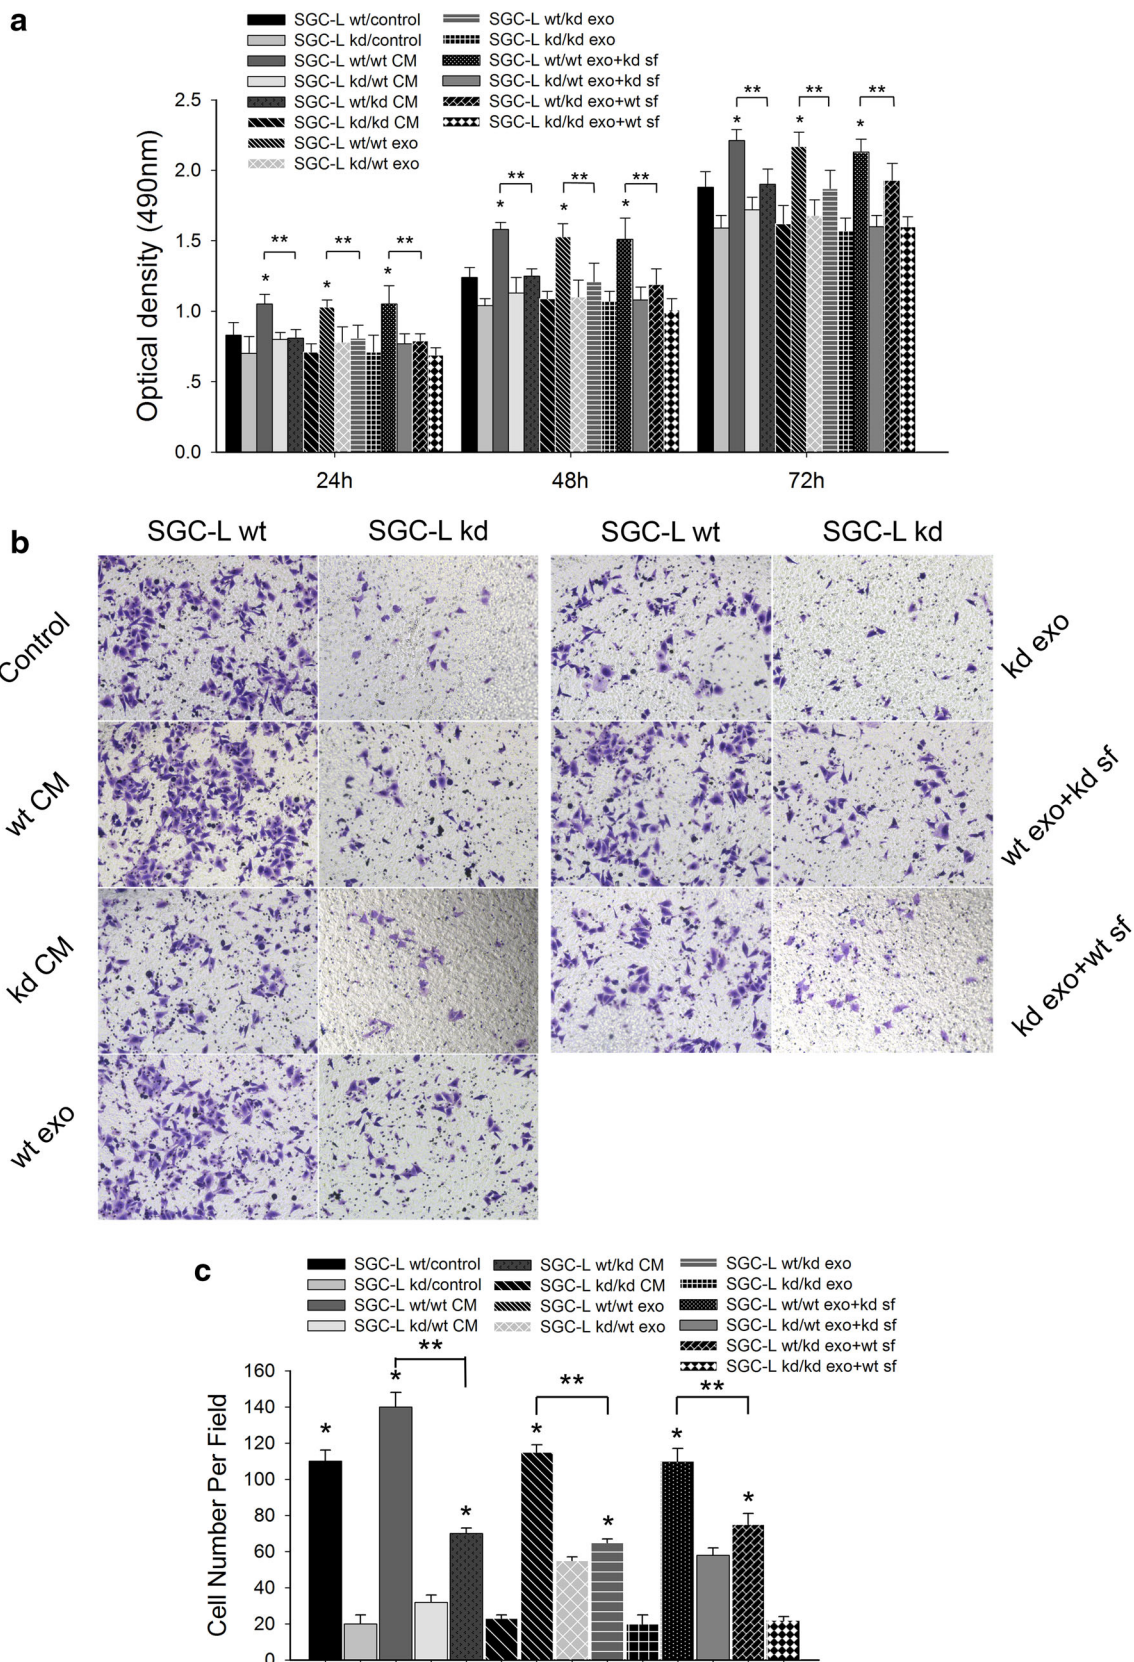 a
SGC-L wt/control
SGC-L kd/control
SGC-L wt/wt CM
SGC-L kd/wt CM
SGC-L wt/kd CM
SGC-L kd/kd CM
SGC-L wt/wt exo
SGC-L kd/wt exo
SGC-L wt/kd exo
SGC-L kd/kd exo
SGC-L wt/wt exo+kd sf
SGC-L kd/wt exo+kd sf
SGC-L wt/kd exo+wt sf
SGC-L kd/kd exo+wt sf
Optical density (490nm)
2.5
2.0
1.5
1.0
.5
0.0
** ** **
* * *
** ** **
* * *
** ** **
* * *
24h 48h 72h
b
SGC-L wt SGC-L kd SGC-L wt SGC-L kd
Control
wt CM
kd CM
wt exo
kd exo
wt exo+kd sf
kd exo+wt sf
c
SGC-L wt/control
SGC-L kd/control
SGC-L wt/wt CM
SGC-L kd/wt CM
SGC-L wt/kd CM
SGC-L kd/kd CM
SGC-L wt/wt exo
SGC-L kd/wt exo
SGC-L wt/kd exo
SGC-L kd/kd exo
SGC-L wt/wt exo+kd sf
SGC-L kd/wt exo+kd sf
SGC-L wt/kd exo+wt sf
SGC-L kd/kd exo+wt sf
Cell Number Per Field
160
140
120
100
80
60
40
20
0
** ** **
* * * * * * *